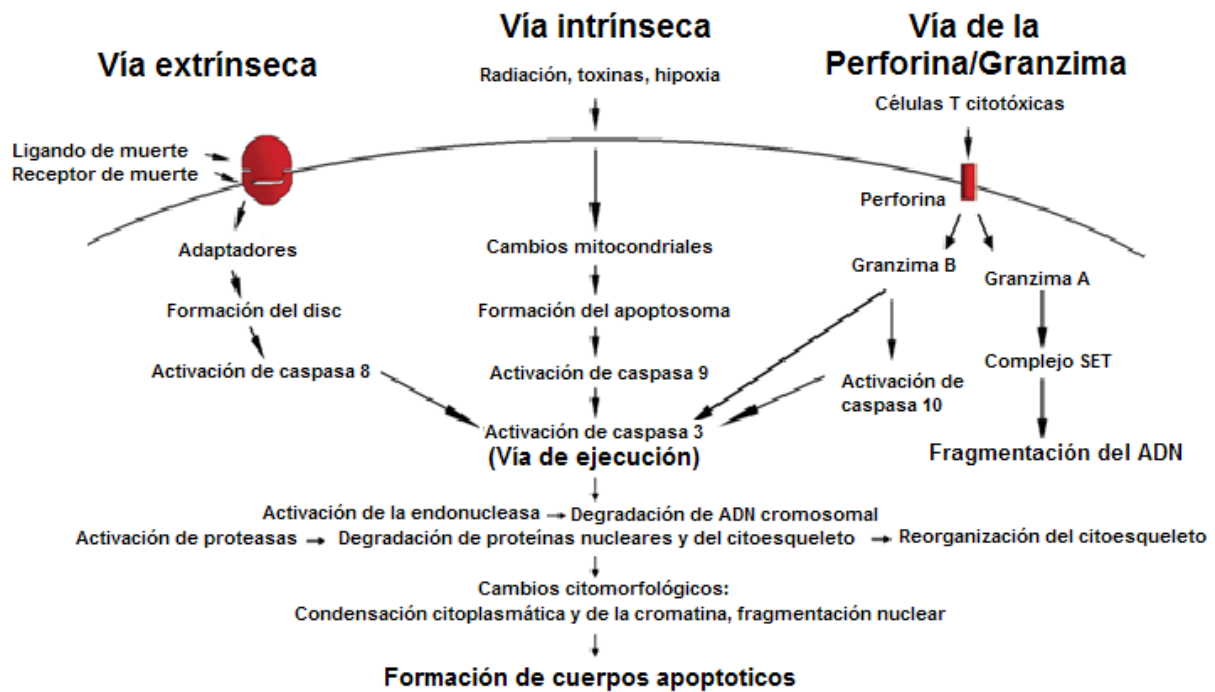 Vía extrínseca
Ligando de muerte
Receptor de muerte
Adaptadores
Formación del disc
Activación de caspasa 8
Vía intrínseca
Radiación, toxinas, hipoxia
Cambios mitocondriales
Formación del apoptosoma
Activación de caspasa 9
Vía de la
Perforina/Granzima
Células T citotóxicas
Perforina
Granzima B
Granzima A
Activación de
caspasa 10
Complejo SET
Fragmentación del ADN
Activación de caspasa 3
(Vía de ejecución)
Activación de la endonucleasa
Degradación de ADN cromosomal
Activación de proteasas
Degradación de proteínas nucleares y del citoesqueleto
Reorganización del citoesqueleto
Cambios citomorfológicos:
Condensación citoplasmática y de la cromatina, fragmentación nuclear
Formación de cuerpos apoptoticos